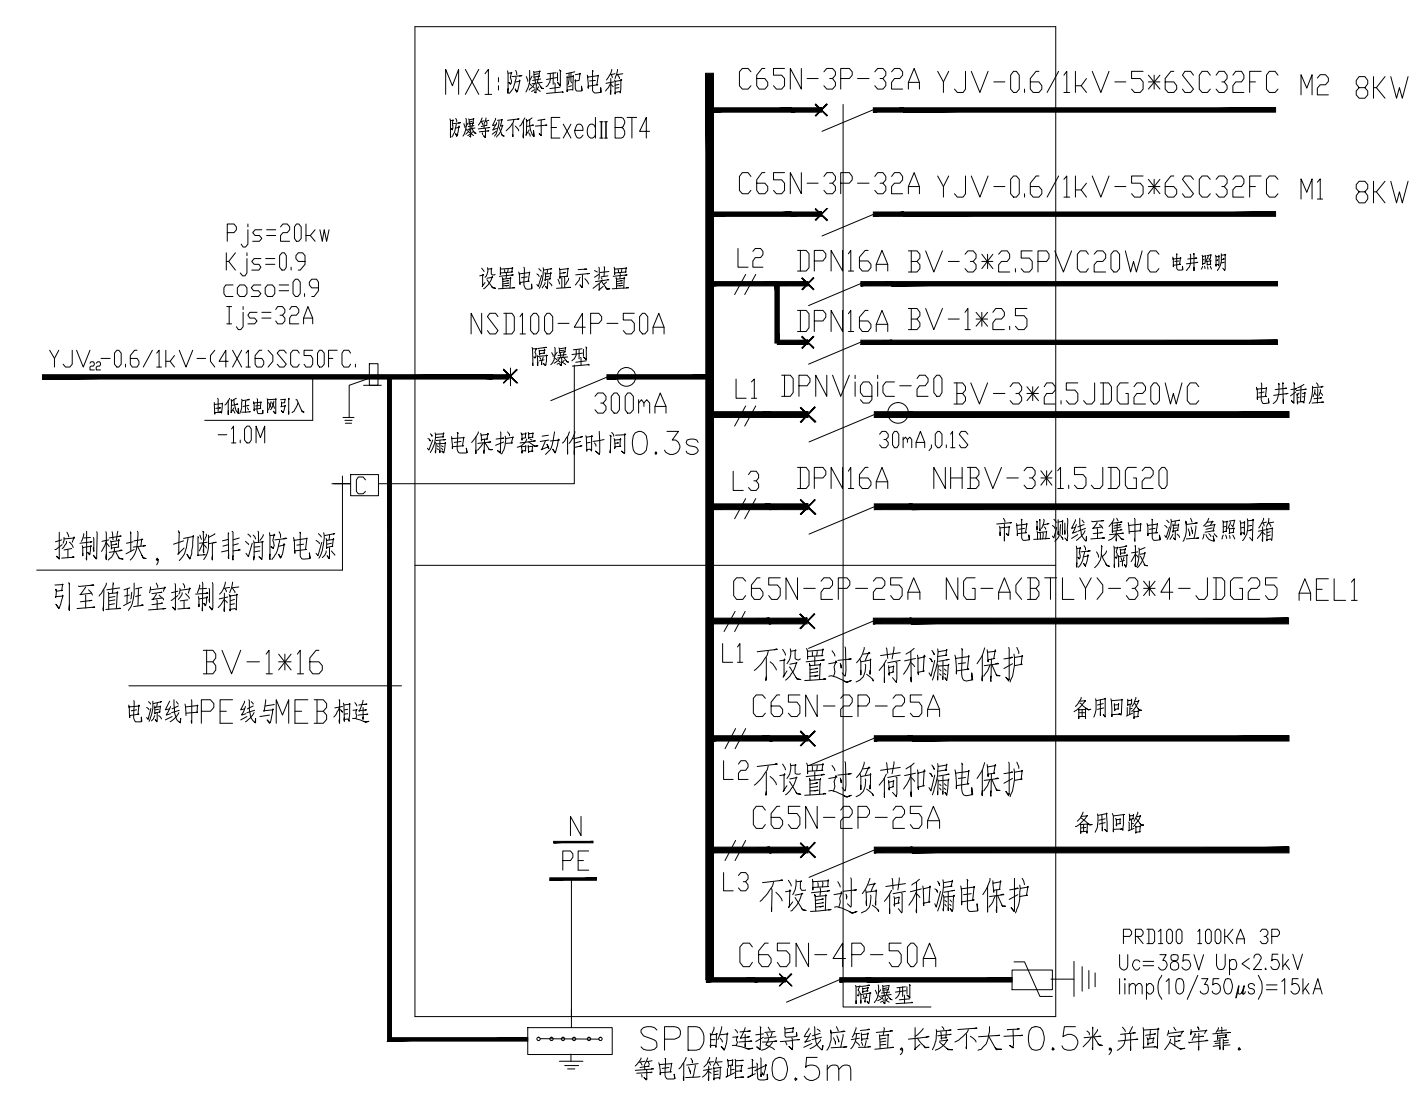 MX1:防爆型配电箱
防爆等级不低于ExedⅡBT4
C65N-3P-32A YJV-0.6/1kV-5*6SC32FC M2 8KW
C65N-3P-32A YJV-0.6/1kV-5*6SC32FC M1 8KW
Pjs=20kw
Kjs=0.9
coso=0.9
Ijs=32A
YJV22-0.6/1kV-(4X16)SC50FC.
由低压电网引入
-1.0M
设置电源显示装置
NSD100-4P-50A
隔爆型
300mA
漏电保护器动作时间0.3s
L2 DPN16A BV-3*2.5PVC20WC 电井照明
DPN16A BV-1*2.5
L1 DPNVigic-20 BV-3*2.5JDG20WC 电井插座
30mA,0.1S
L3 DPN16A NHBV-3*1.5JDG20
市电监测线至集中电源应急照明箱
防火隔板
C
控制模块, 切断非消防电源
引至值班室控制箱
C65N-2P-25A NG-A(BTLY)-3*4-JDG25 AEL1
L1 不设置过负荷和漏电保护
BV-1*16
电源线中PE线与MEB相连
C65N-2P-25A 备用回路
L2 不设置过负荷和漏电保护
C65N-2P-25A 备用回路
L3 不设置过负荷和漏电保护
N
PE
C65N-4P-50A
隔爆型
PRD100 100KA 3P
Uc=385V Up<2.5kV
Iimp(10/350μs)=15kA
SPD的连接导线应短直,长度不大于0.5米,并固定牢靠.
等电位箱距地0.5m